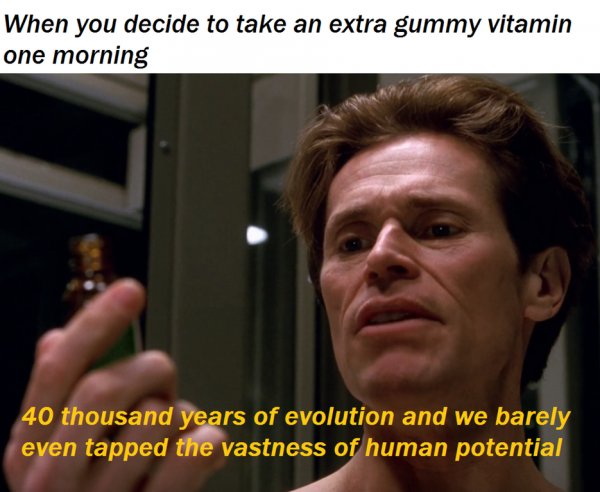 When you decide to take an extra gummy vitamin
one morning
40 thousand years of evolution and we barely
even tapped the vastness of human potential